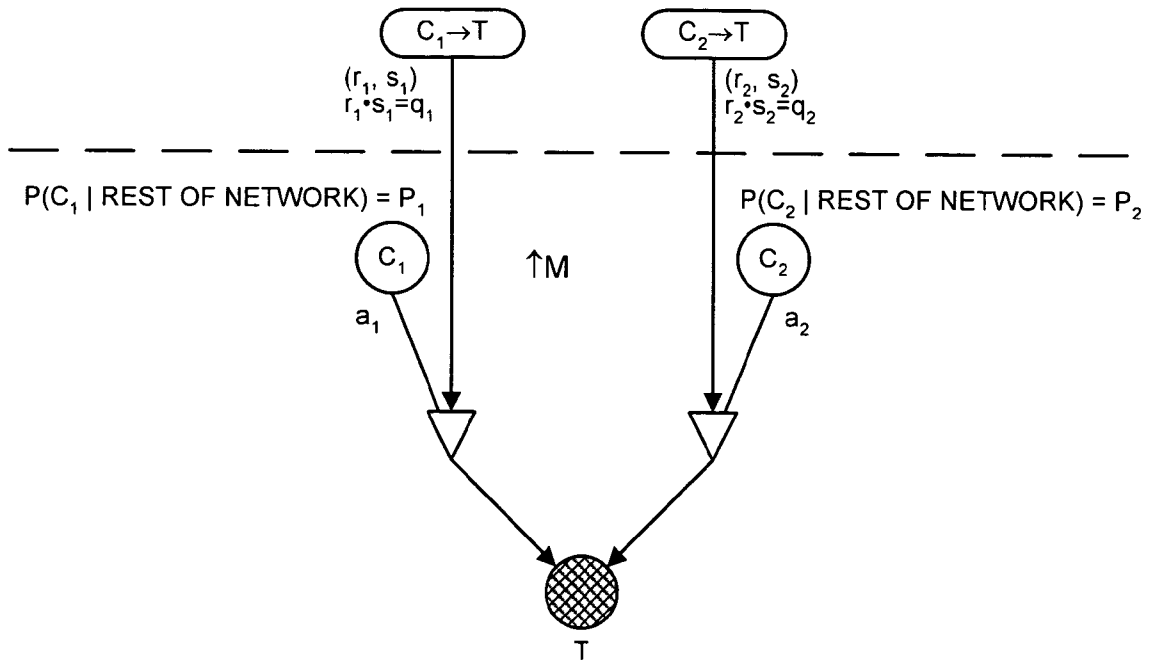 C₁→T
C₂→T
(r₁, s₁)
r₁•s₁=q₁
(r₂, s₂)
r₂•s₂=q₂
P(C₁ | REST OF NETWORK) = P₁
P(C₂ | REST OF NETWORK) = P₂
C₁
↑M
C₂
a₁
a₂
T